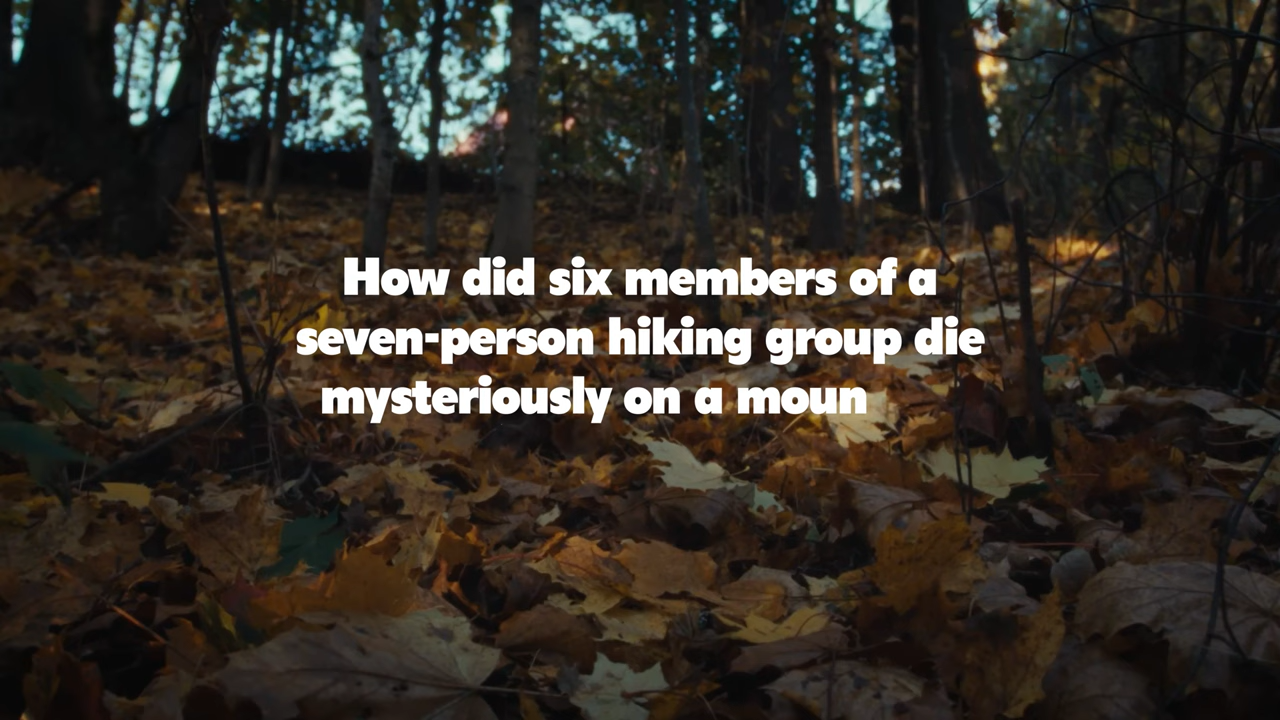 How did six members of a
seven-person hiking group die
mysteriously on a moun